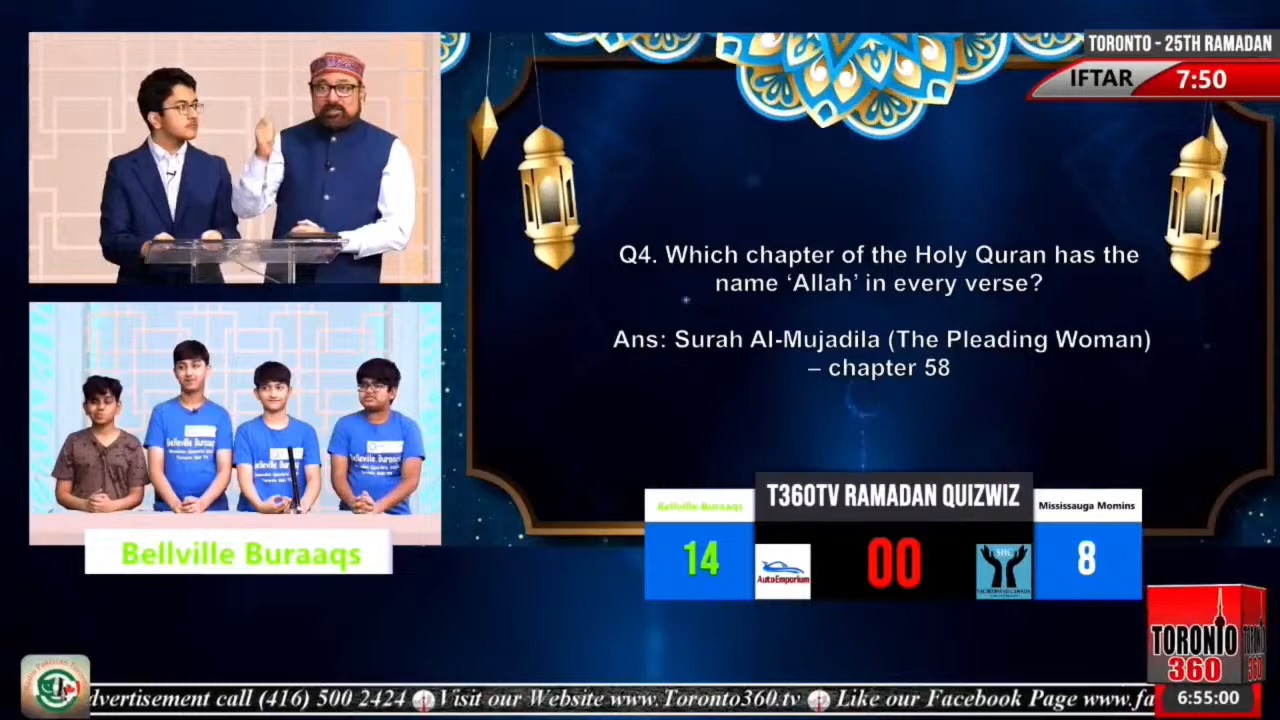 TORONTO - 25TH RAMADAN
IFTAR 7:50
Q4. Which chapter of the Holy Quran has the
name ‘Allah’ in every verse?
Ans: Surah Al-Mujadila (The Pleading Woman)
– chapter 58
Bellville Buraaqs
T360TV RAMADAN QUIZWIZ
Bellville Buraaqs
Mississauga Momins
14
AutoEmporium
00
SHC
8
Bellville Buraaqs
TORONTO
360
dvertisement call (416) 500 2424 Visit our Website www.Toronto360.tv Like our Facebook Page www.fa
6:55:00